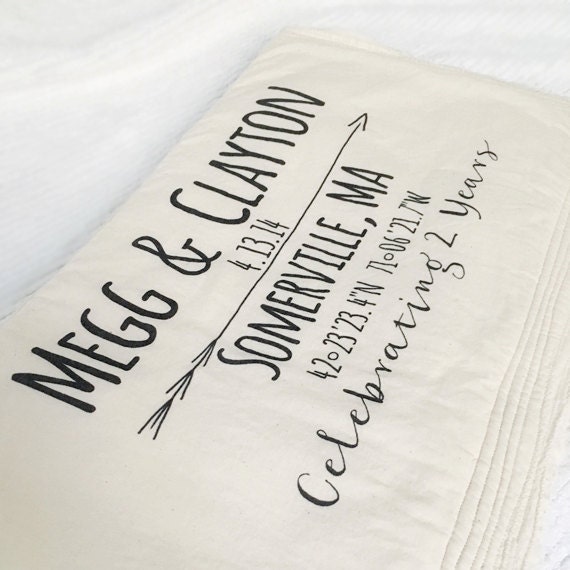 MEGG & CLAYTON
4.13.14
SOMERVILLE, MA
42°23'23.4"N 71°06'21.7"W
Celebrating 2 Years